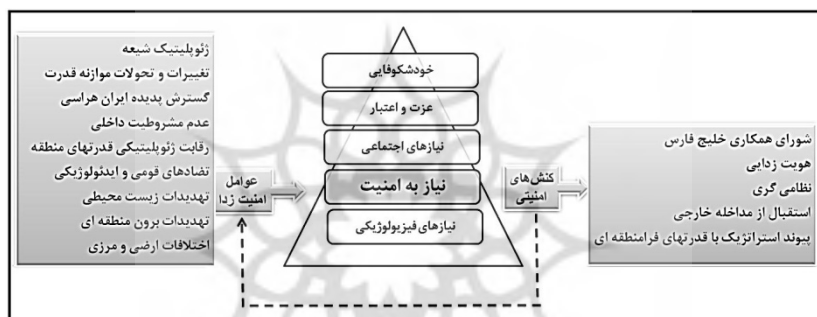 ژئوپلیتیک شیعه
تغییرات و تحولات موازنه قدرت
گسترش پدیده ایران هراسی
عدم مشروطیت داخلی
رقابت ژئوپلیتیکی قدرتهای منطقه
تضادهای قومی و ایدئولوژیکی
تهدیدات زیست محیطی
تهدیدات برون منطقه ای
اختلافات ارضی و مرزی
عوامل
امنیت زدا
خودشکوفایی
عزت و اعتبار
نیازهای اجتماعی
نیاز به امنیت
نیازهای فیزیولوژیکی
کنش‌های
امنیتی
شورای همکاری خلیج فارس
هویت زدایی
نظامی گری
استقبال از مداخله خارجی
پیوند استراتژیک با قدرتهای فرامنطقه ای